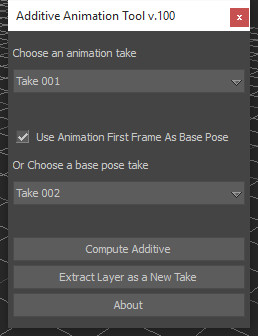 Additive Animation Tool v.100
x
Choose an animation take
Take 001
Use Animation First Frame As Base Pose
Or Choose a base pose take
Take 002
Compute Additive
Extract Layer as a New Take
About